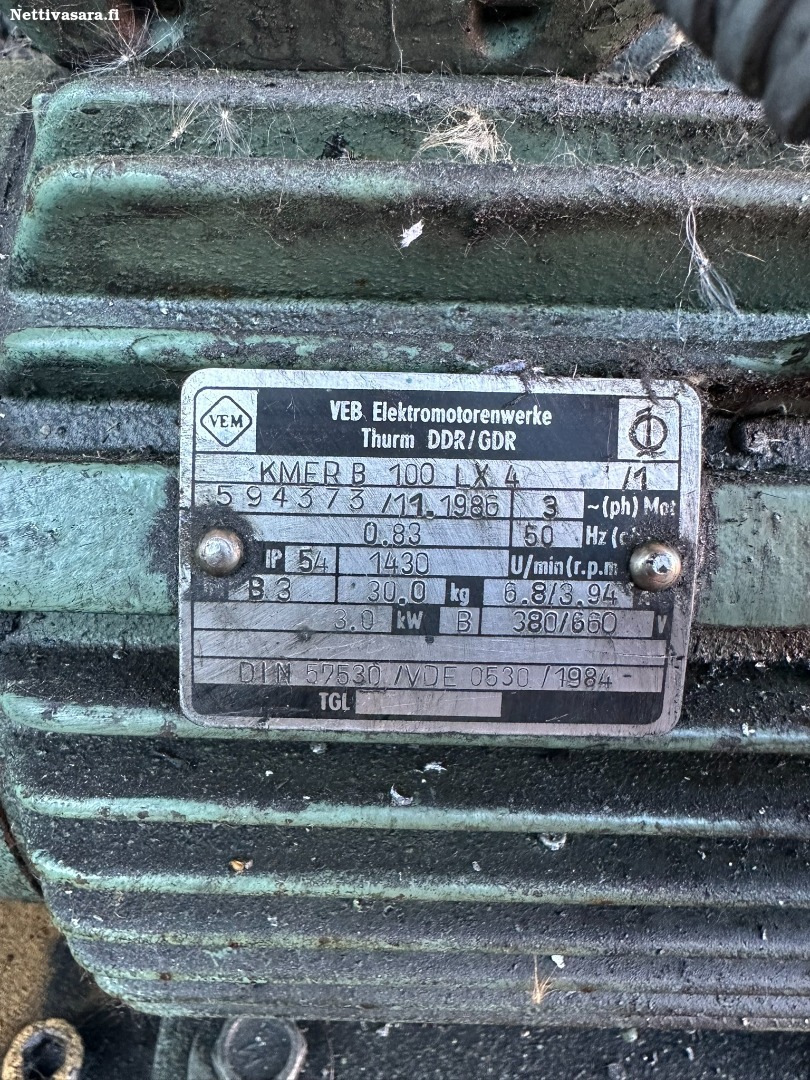 Nettivasara.fi
VEM
VEB Elektromotorenwerke
Thurm DDR/GDR
KMER B 100 LX 4 /1
594373/11.1986 3 ~(ph) Mot
0.83 50 Hz
IP 54 1430 U/min(r.p.m
B 3 30.0 kg 6.8/3.94
3.0 kW B 380/660 V
DIN 57530/VDE 0530/1984
TGL